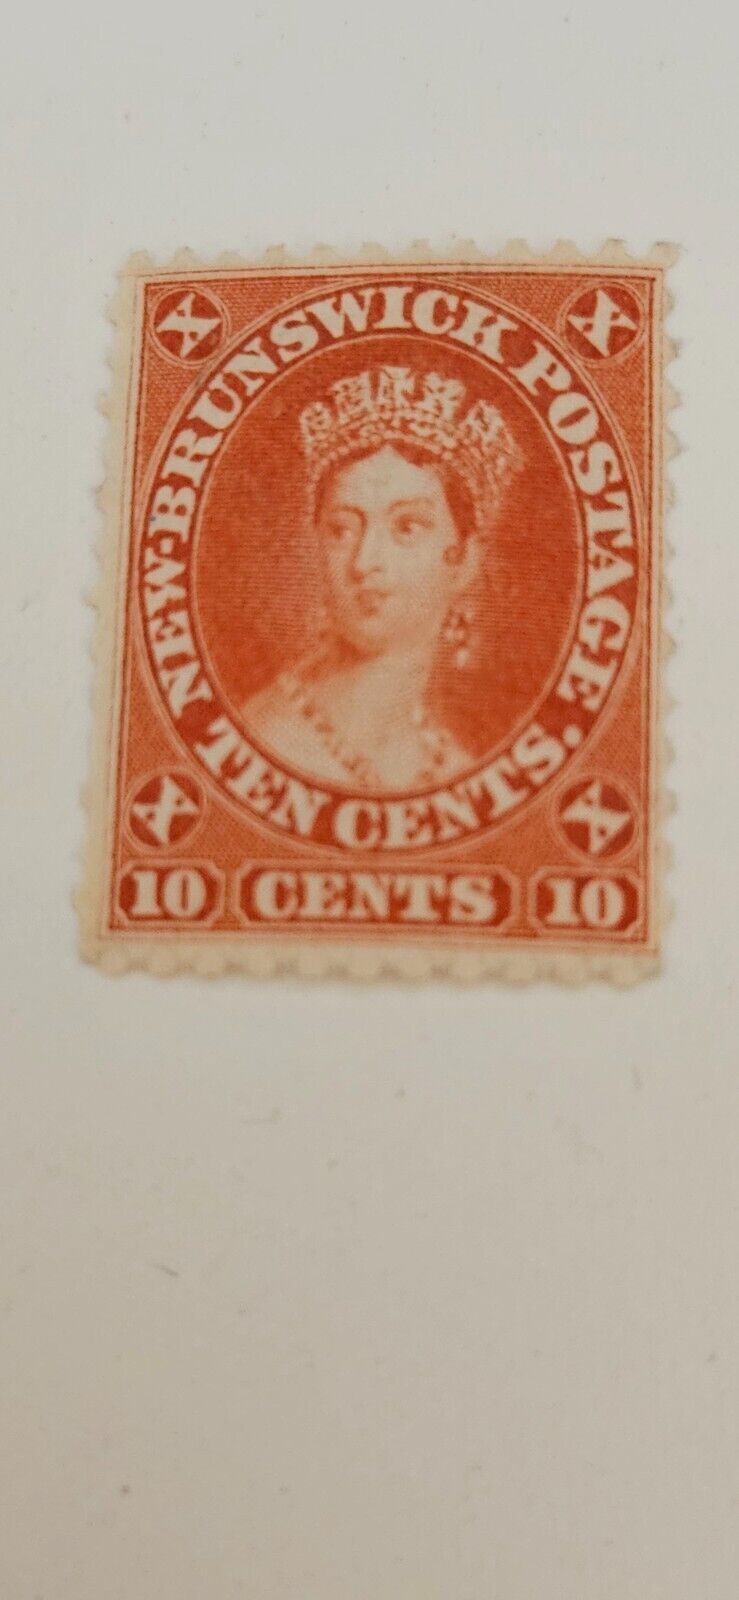 X X
NEW-BRUNSWICK POSTAGE.
TEN CENTS.
X X
10 CENTS 10